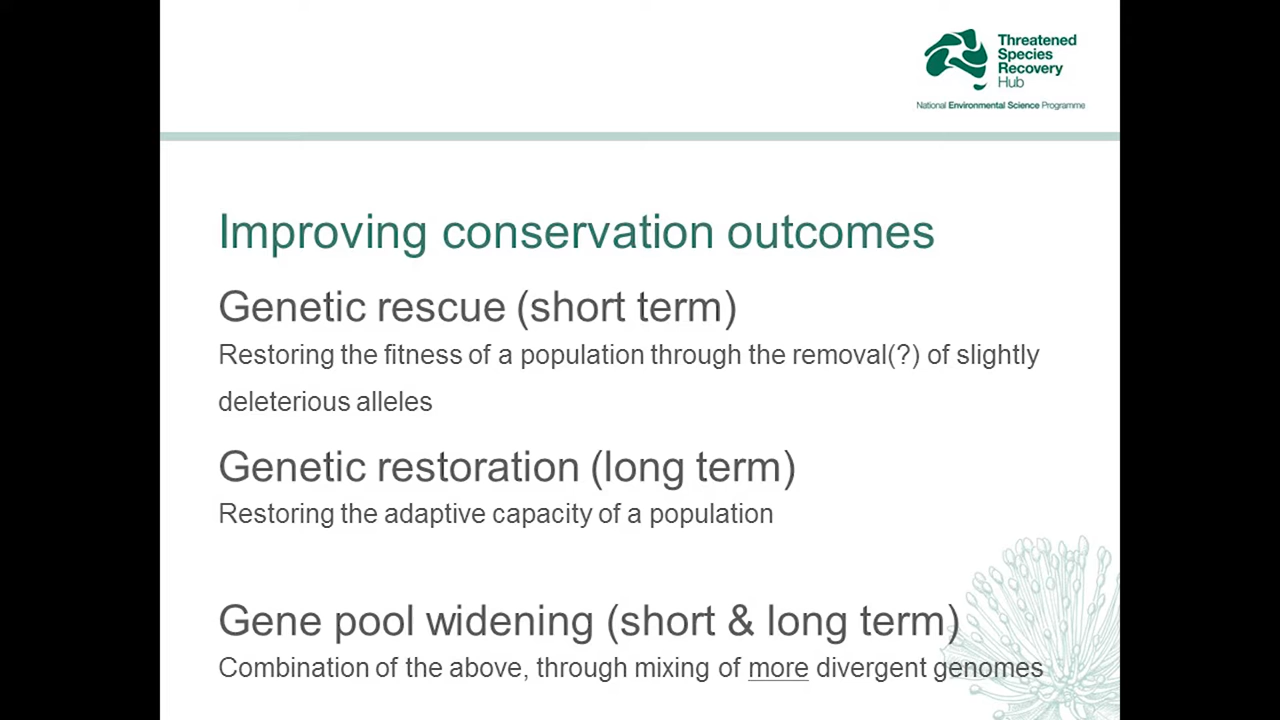 Threatened
Species
Recovery
Hub
National Environmental Science Programme
Improving conservation outcomes
Genetic rescue (short term)
Restoring the fitness of a population through the removal(?) of slightly
deleterious alleles
Genetic restoration (long term)
Restoring the adaptive capacity of a population
Gene pool widening (short & long term)
Combination of the above, through mixing of more divergent genomes